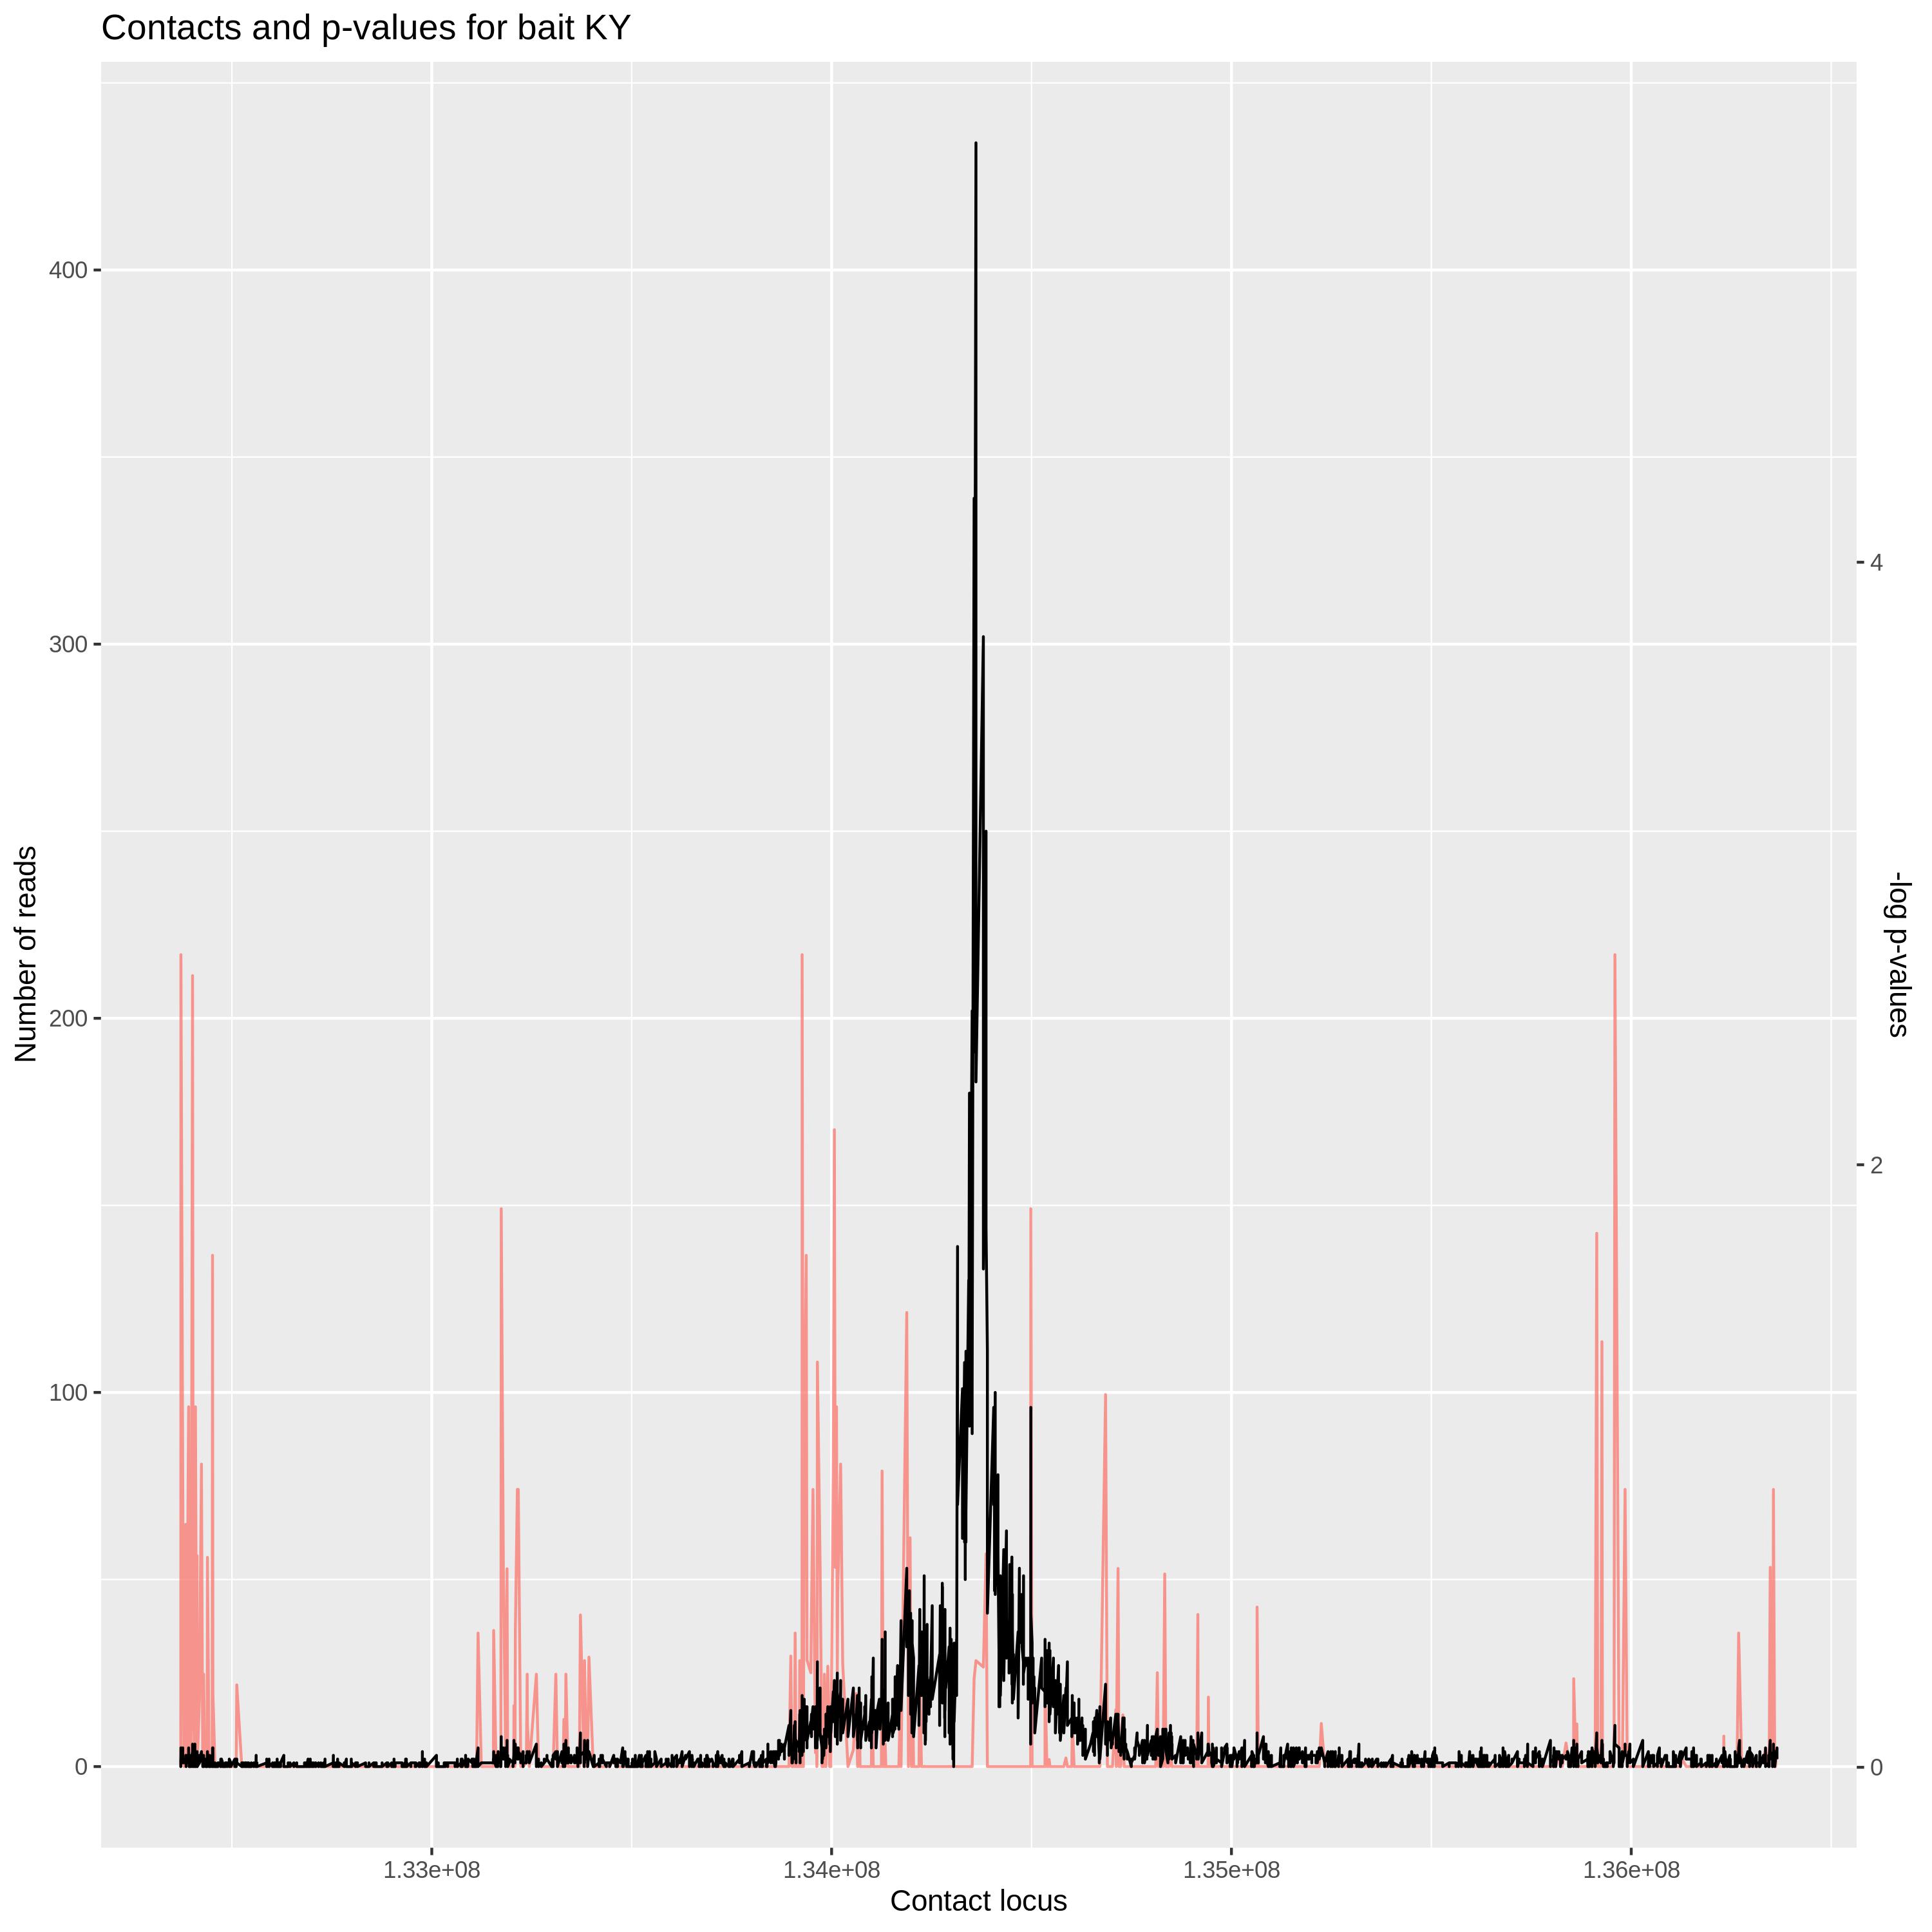 Contacts and p-values for bait KY
400
300
200
100
0
Number of reads
4
2
0
-log p-values
1.33e+08
1.34e+08
1.35e+08
1.36e+08
Contact locus